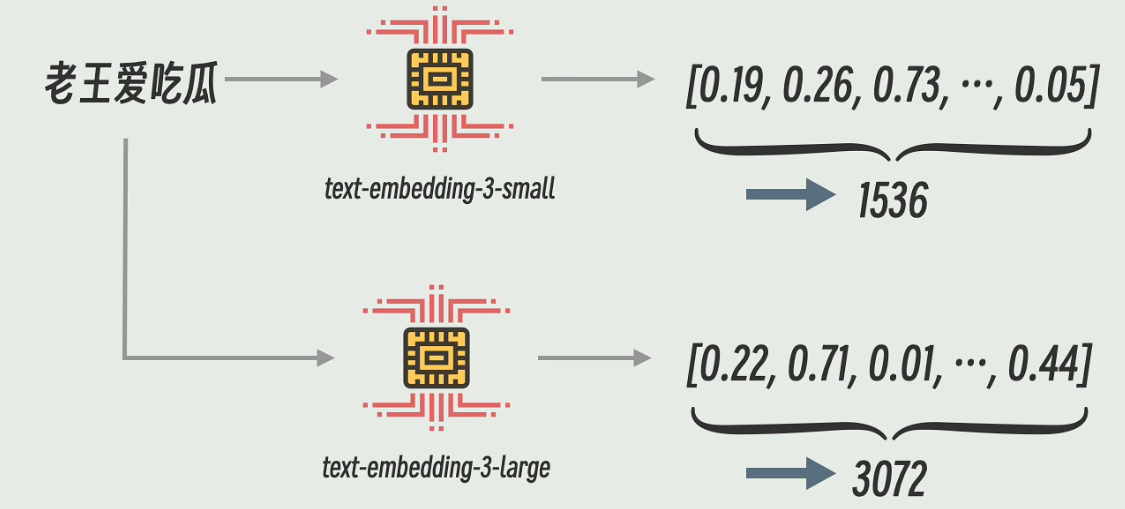 老王爱吃瓜
[0.19, 0.26, 0.73, ..., 0.05]
text-embedding-3-small
1536
[0.22, 0.71, 0.01, ..., 0.44]
text-embedding-3-large
3072